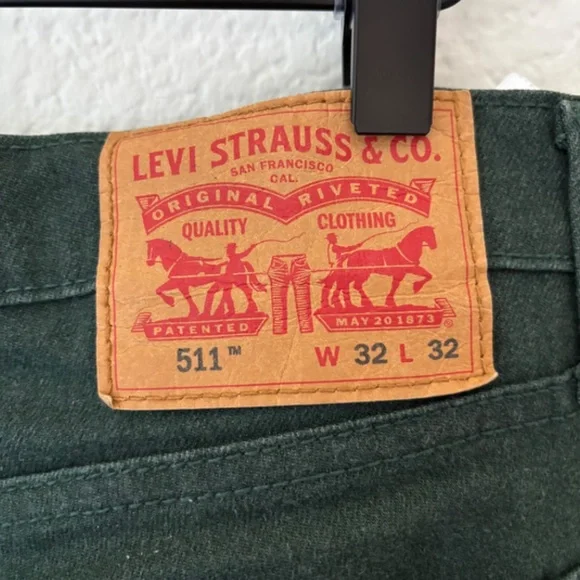 LEVI STRAUSS & CO.
SAN FRANCISCO
CAL.
ORIGINAL RIVETED
QUALITY CLOTHING
PATENTED MAY 20 1873 ®
511™ W 32 L 32